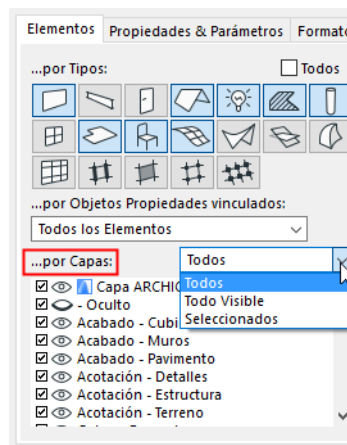 Elementos Propiedades & Parámetros Formato
...por Tipos: Todos
...por Objetos Propiedades vinculados:
Todos los Elementos
...por Capas: Todos
Todos
Todo Visible
Seleccionados
Capa ARCHIC
- Oculto
Acabado - Cubi
Acabado - Muros
Acabado - Pavimento
Acotación - Detalles
Acotación - Estructura
Acotación - Terreno